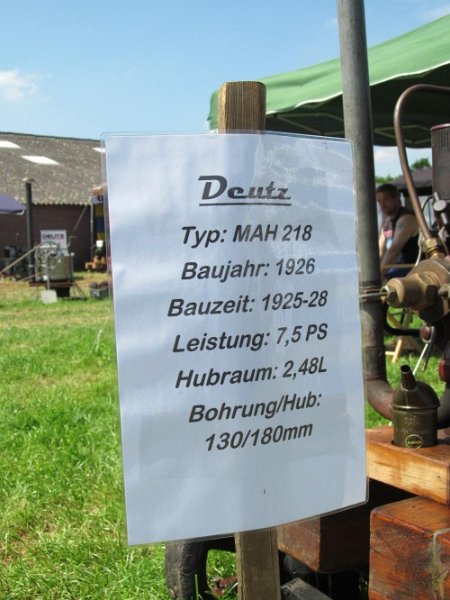 Deutz
Typ: MAH 218
Baujahr: 1926
Bauzeit: 1925-28
Leistung: 7,5 PS
Hubraum: 2,48L
Bohrung/Hub:
130/180mm
DEUTZ